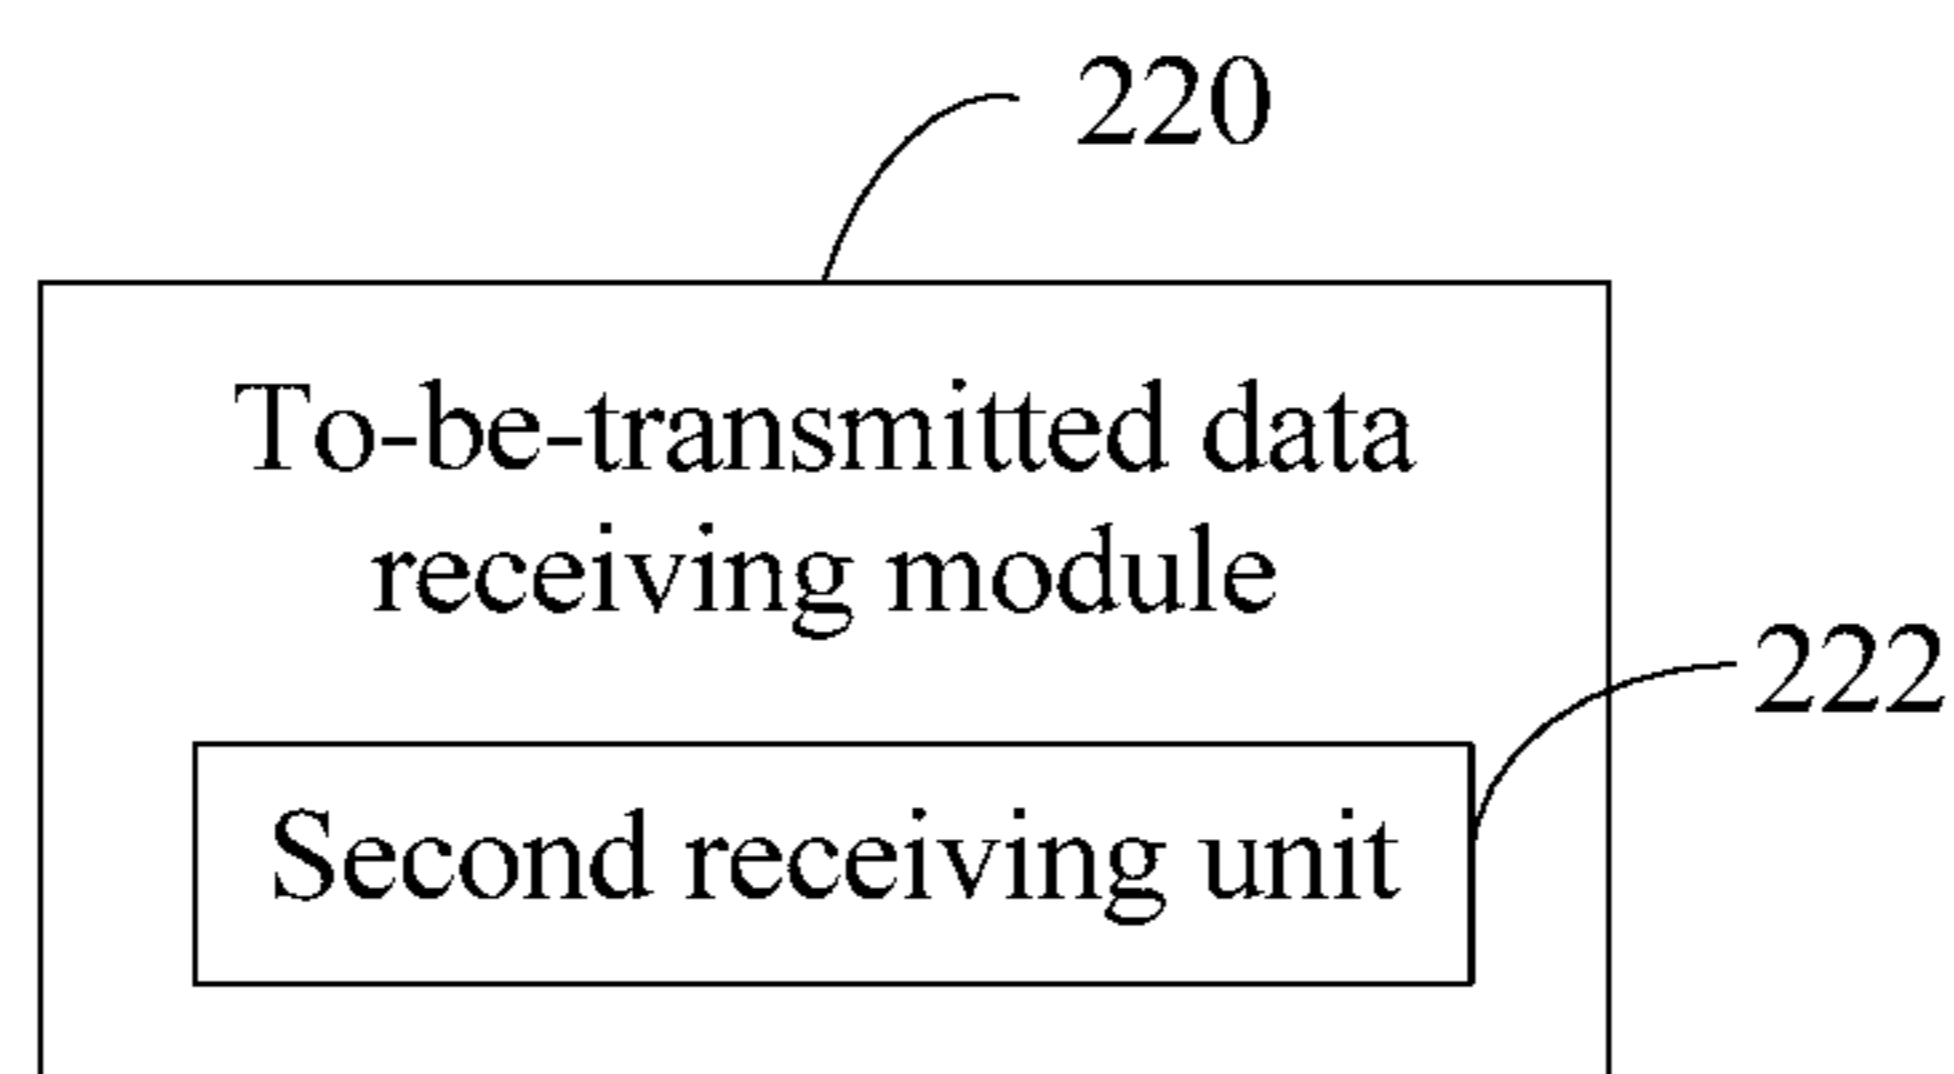 220
To-be-transmitted data
receiving module
222
Second receiving unit